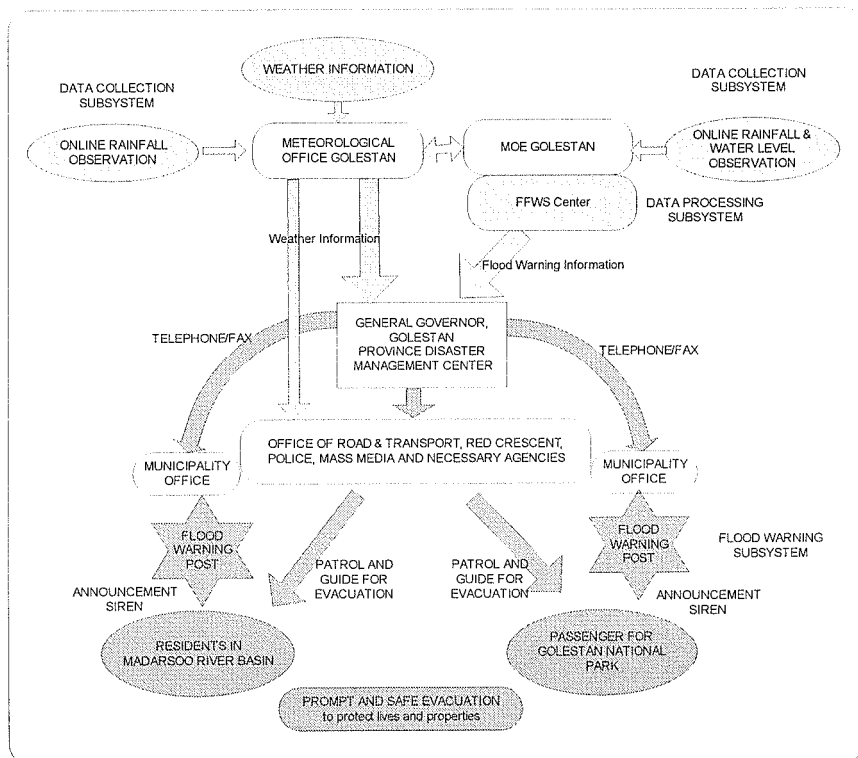 WEATHER INFORMATION
DATA COLLECTION
SUBSYSTEM
DATA COLLECTION
SUBSYSTEM
ONLINE RAINFALL
OBSERVATION
METEOROLOGICAL
OFFICE GOLESTAN
MOE GOLESTAN
ONLINE RAINFALL &
WATER LEVEL
OBSERVATION
FFWS Center
DATA PROCESSING
SUBSYSTEM
Weather Information
Flood Warning Information
GENERAL GOVERNOR,
GOLESTAN
PROVINCE DISASTER
MANAGEMENT CENTER
TELEPHONE/FAX
TELEPHONE/FAX
OFFICE OF ROAD & TRANSPORT, RED CRESCENT,
POLICE, MASS MEDIA AND NECESSARY AGENCIES
MUNICIPALITY
OFFICE
MUNICIPALITY
OFFICE
FLOOD
WARNING
POST
FLOOD
WARNING
POST
FLOOD WARNING
SUBSYSTEM
PATROL AND
GUIDE FOR
EVACUATION
PATROL AND
GUIDE FOR
EVACUATION
ANNOUNCEMENT
SIREN
ANNOUNCEMENT
SIREN
RESIDENTS IN
MADARSOO RIVER BASIN
PASSENGER FOR
GOLESTAN NATIONAL
PARK
PROMPT AND SAFE EVACUATION
to protect lives and properties